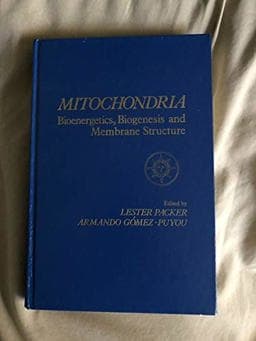 MITOCHONDRIA
Bioenergetics, Biogenesis and
Membrane Structure
Edited by
LESTER PACKER
ARMANDO GÓMEZ-PUYOU